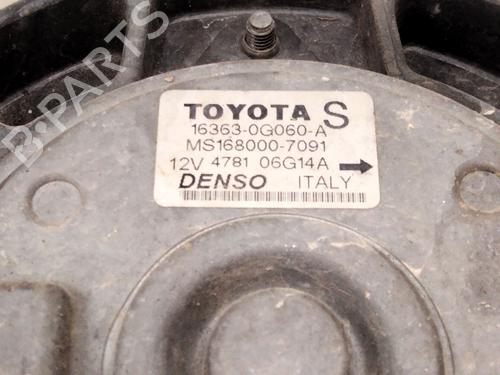 B-PARTS
TOYOTA S
16363-0G060-A
MS168000-7091
12V 4781 06G14A
DENSO ITALY